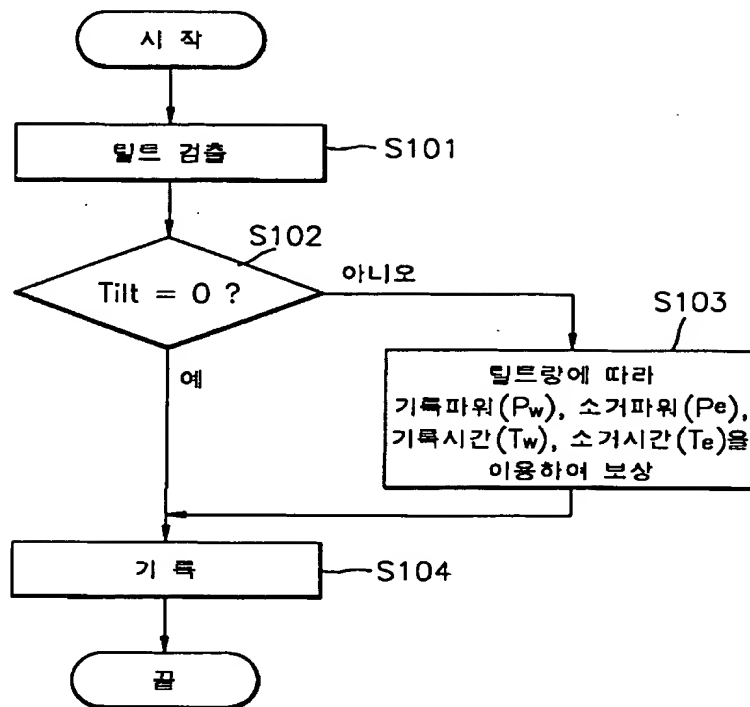 시 작
틸트 검출
S101
S102
Tilt = 0 ?
아니오
예
S103
틸트량에 따라
기록파워(Pw), 소거파워(Pe),
기록시간(Tw), 소거시간(Te)을
이용하여 보상
기 록
S104
끝